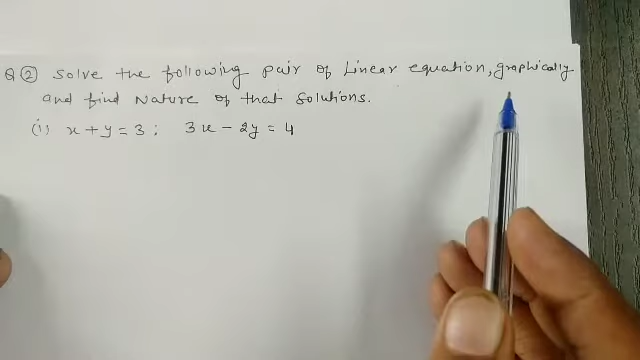 Q② Solve the following pair of Linear equation, graphically
and find Nature of that Solutions.
(i) x + y = 3 ; 3x - 2y = 4